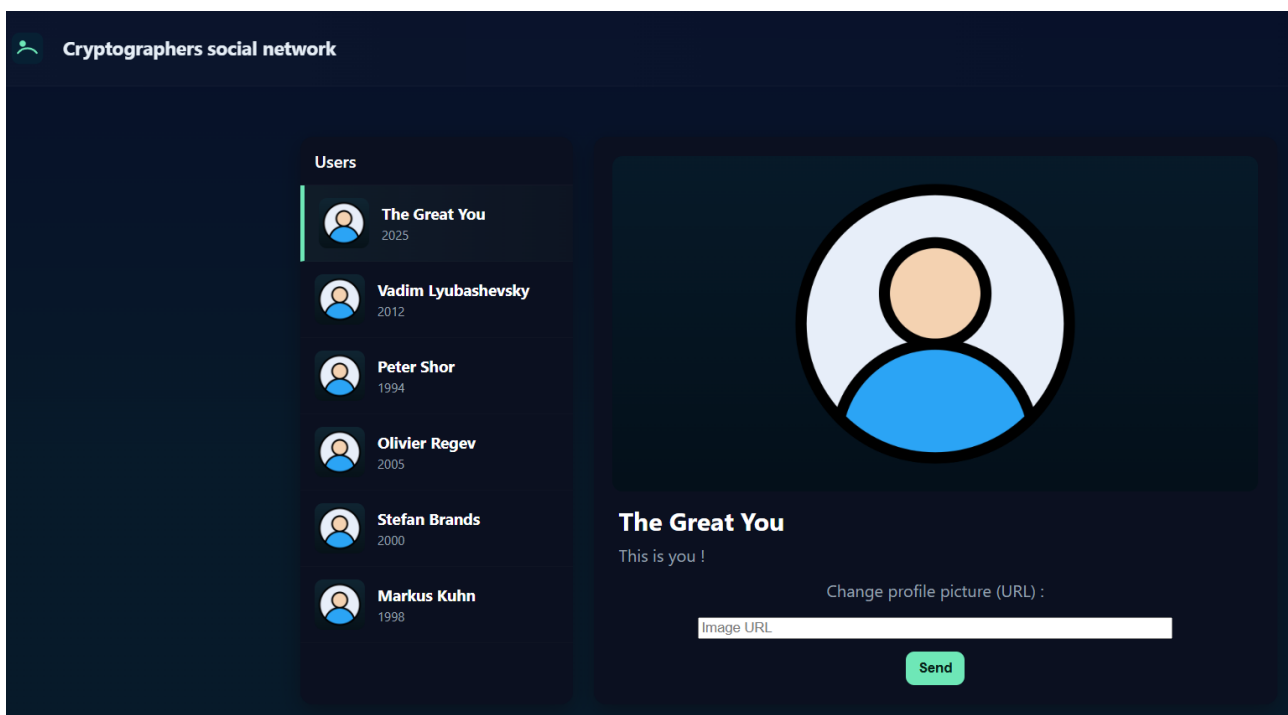 Cryptographers social network
Users
The Great You
2025
Vadim Lyubashevsky
2012
Peter Shor
1994
Olivier Regev
2005
Stefan Brands
2000
Markus Kuhn
1998
The Great You
This is you !
Change profile picture (URL) :
Image URL
Send